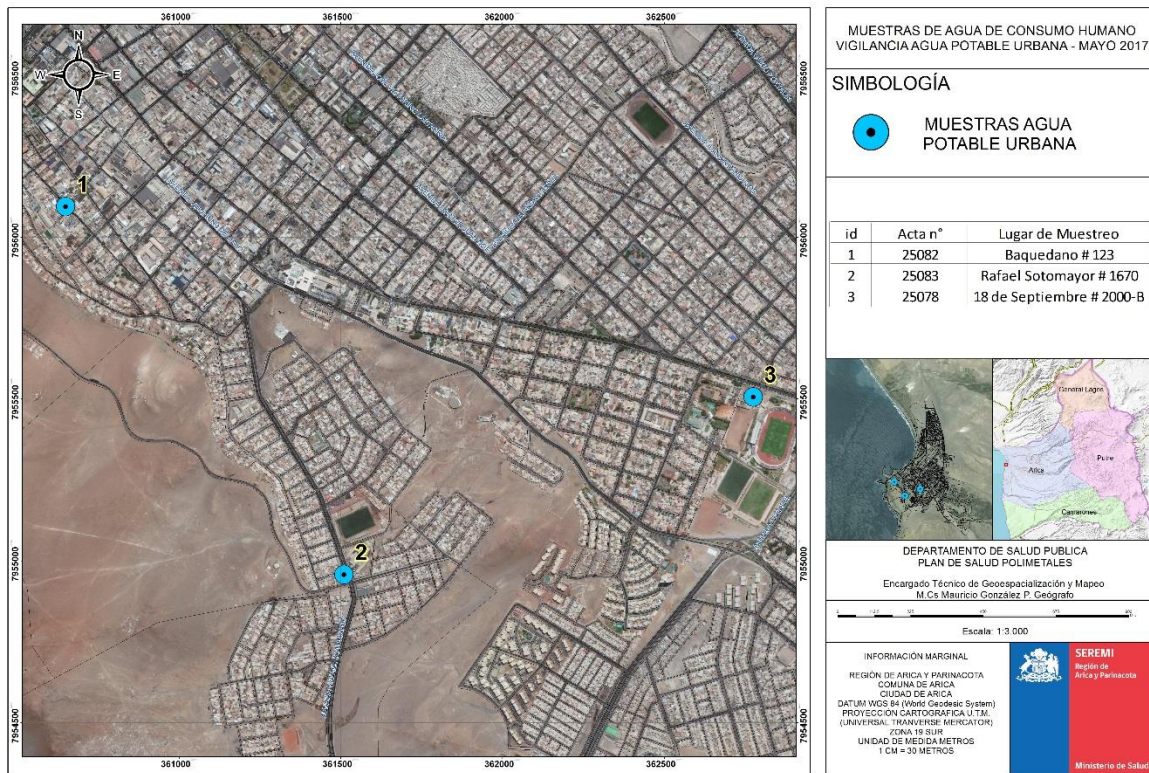 361000
361500
362000
362500
7956500
7956000
7955500
7955000
7954500
7956500
7956000
7955500
7955000
7954500
361000
361500
362000
362500
N
W
E
S
1
2
3
MUESTRAS DE AGUA DE CONSUMO HUMANO
VIGILANCIA AGUA POTABLE URBANA - MAYO 2017
SIMBOLOGÍA
MUESTRAS AGUA
POTABLE URBANA
id Acta n° Lugar de Muestreo
1 25082 Baquedano # 123
2 25083 Rafael Sotomayor # 1670
3 25078 18 de Septiembre # 2000-B
General Lagos
Putre
Arica
Camarones
DEPARTAMENTO DE SALUD PUBLICA
PLAN DE SALUD POLIMETALES
Encargado Técnico de Geoespacialización y Mapeo
M.Cs Mauricio González P. Geógrafo
Escala: 1:3.000
INFORMACIÓN MARGINAL
REGIÓN DE ARICA Y PARINACOTA
COMUNA DE ARICA
CIUDAD DE ARICA
DATUM WGS 84 (World Geodesic System)
PROYECCIÓN CARTOGRAFICA U.T.M.
(UNIVERSAL TRANVERSE MERCATOR)
ZONA 19 SUR
UNIDAD DE MEDIDA METROS
1 CM = 30 METROS
SEREMI
Región de
Arica y Parinacota
Ministerio de Salud